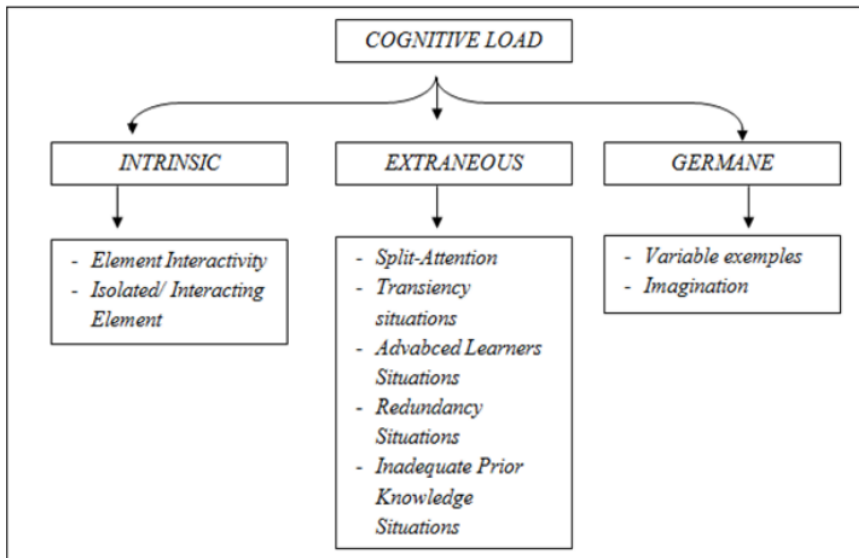 COGNITIVE LOAD
INTRINSIC
EXTRANEOUS
GERMANE
- Element Interactivity
- Isolated/ Interacting
Element
- Split-Attention
- Transiency
situations
- Advabced Learners
Situations
- Redundancy
Situations
- Inadequate Prior
Knowledge
Situations
- Variable exemples
- Imagination